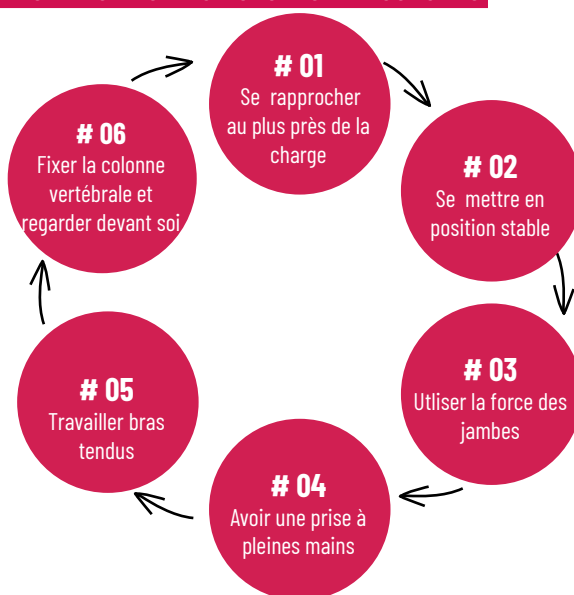 # 01
Se rapprocher
au plus près de la
charge
# 02
Se mettre en
position stable
# 03
Utliser la force des
jambes
# 04
Avoir une prise à
pleines mains
# 05
Travailler bras
tendus
# 06
Fixer la colonne
vertébrale et
regarder devant soi